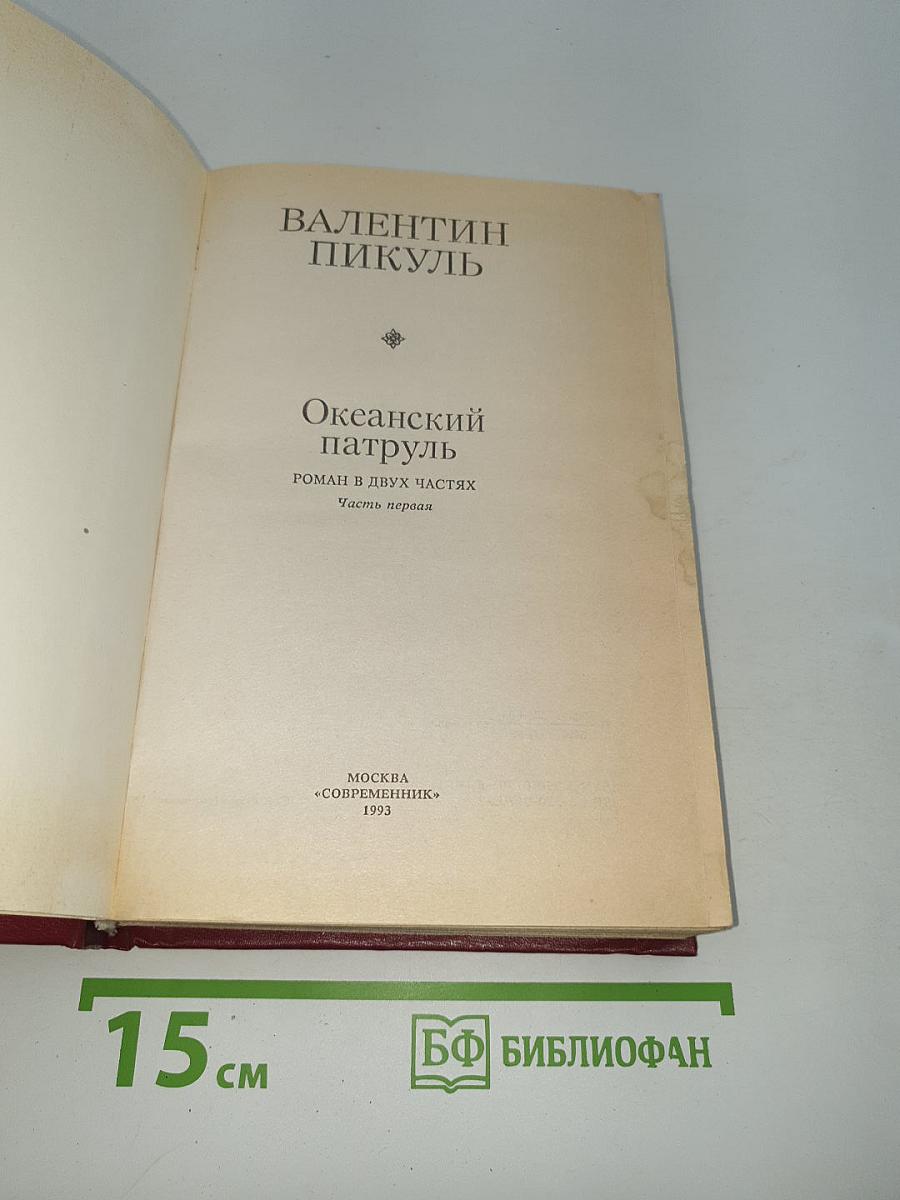 ВАЛЕНТИН
ПИКУЛЬ
Океанский
патруль
РОМАН В ДВУХ ЧАСТЯХ
Часть первая
МОСКВА
«СОВРЕМЕННИК»
1993
15 см
БФ БИБЛИОФАН